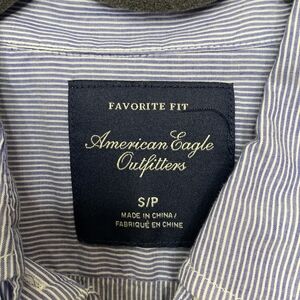 FAVORITE FIT
American Eagle
Outfitters
S/P
MADE IN CHINA/
FABRIQUÉ EN CHINE